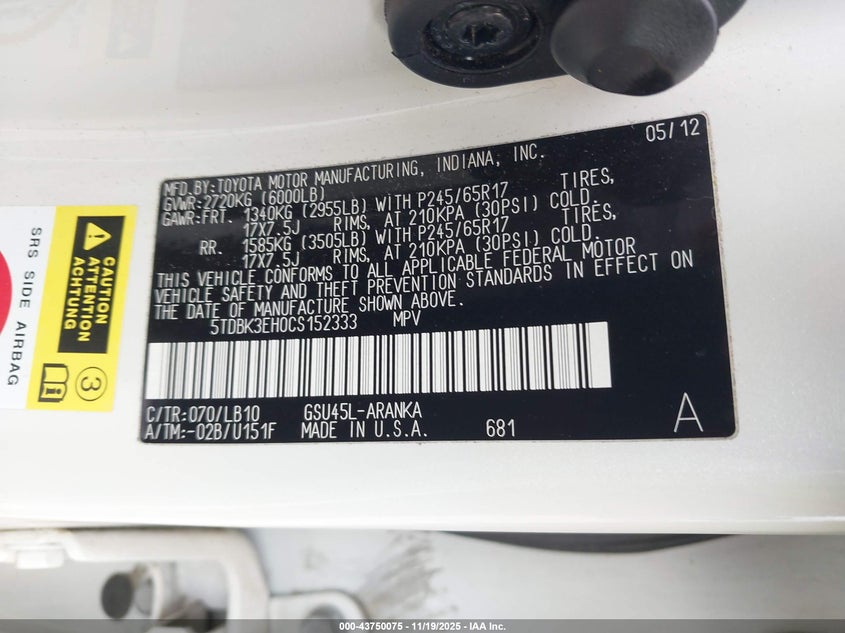 05/12
MFD.BY:TOYOTA MOTOR MANUFACTURING, INDIANA, INC.
GVWR:2720KG (6000LB)
GAWR:FRT. 1340KG (2955LB) WITH P245/65R17 TIRES,
17X7.5J RIMS, AT 210KPA (30PSI) COLD.
RR. 1585KG (3505LB) WITH P245/65R17 TIRES,
17X7.5J RIMS, AT 210KPA (30PSI) COLD.
THIS VEHICLE CONFORMS TO ALL APPLICABLE FEDERAL MOTOR
VEHICLE SAFETY AND THEFT PREVENTION STANDARDS IN EFFECT ON
THE DATE OF MANUFACTURE SHOWN ABOVE.
5TDBK3EH0CS152333 MPV
C/TR:070/LB10 GSU45L-ARANKA
A/TM:-02B/U151F MADE IN U.S.A. 681 A
CAUTION
ATTENTION
ACHTUNG
3
SRS SIDE AIRBAG
000-43750075 - 11/19/2025 - IAA Inc.